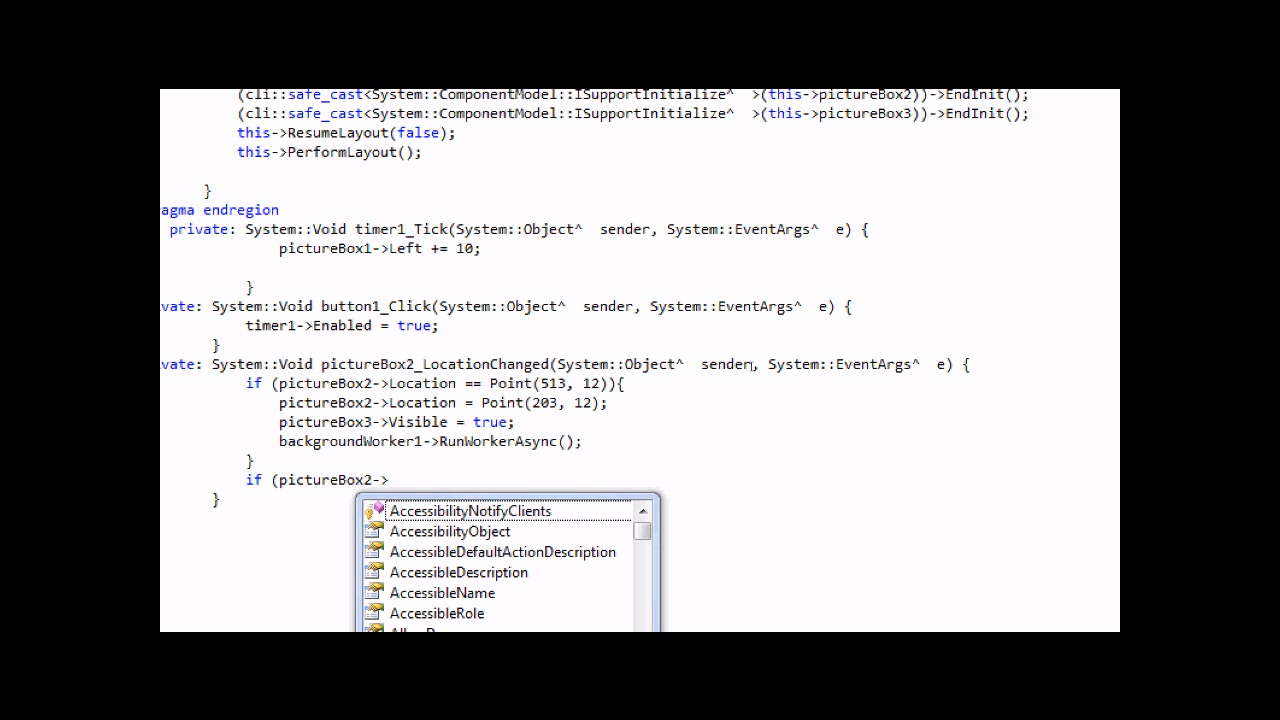 (cli::safe_cast<System::ComponentModel::ISupportInitialize^  >(this->pictureBox2))->EndInit();
(cli::safe_cast<System::ComponentModel::ISupportInitialize^  >(this->pictureBox3))->EndInit();
this->ResumeLayout(false);
this->PerformLayout();
}
agma endregion
private: System::Void timer1_Tick(System::Object^  sender, System::EventArgs^  e) {
pictureBox1->Left += 10;
}
vate: System::Void button1_Click(System::Object^  sender, System::EventArgs^  e) {
timer1->Enabled = true;
}
vate: System::Void pictureBox2_LocationChanged(System::Object^  sender, System::EventArgs^  e) {
if (pictureBox2->Location == Point(513, 12)){
pictureBox2->Location = Point(203, 12);
pictureBox3->Visible = true;
backgroundWorker1->RunWorkerAsync();
}
if (pictureBox2->
}
AccessibilityNotifyClients
AccessibilityObject
AccessibleDefaultActionDescription
AccessibleDescription
AccessibleName
AccessibleRole